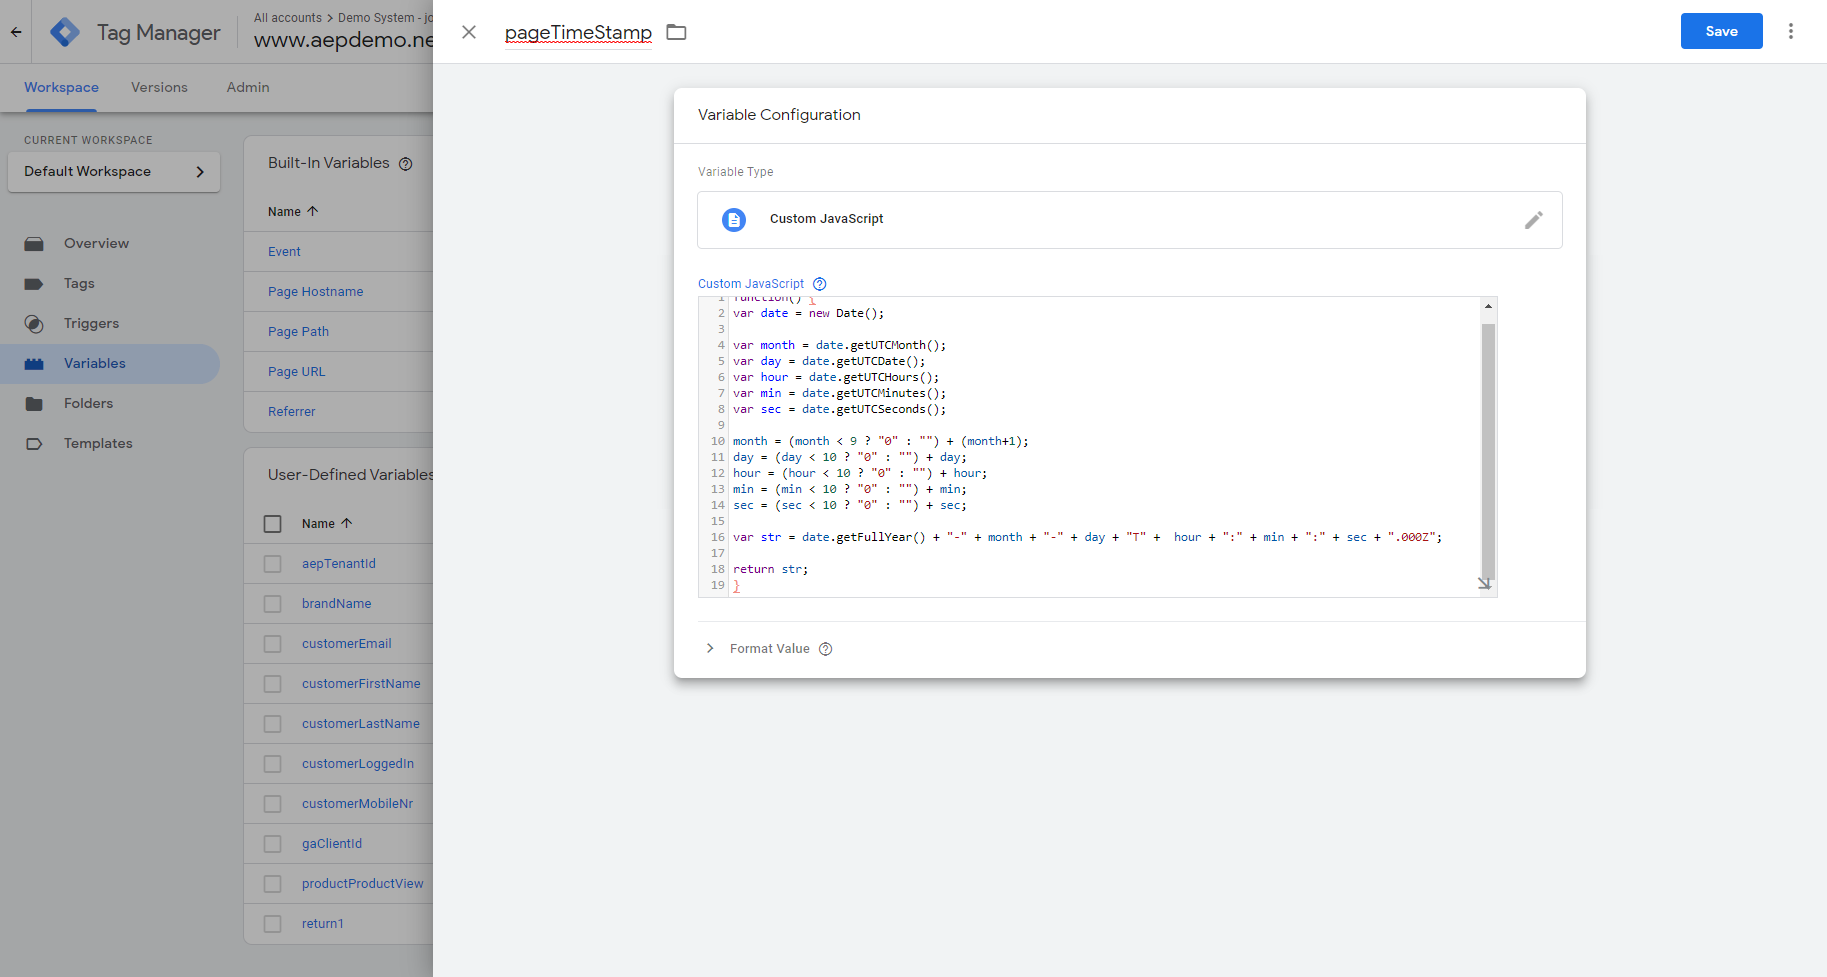 Tag Manager
All accounts > Demo System - jo
www.aepdemo.ne
pageTimeStamp
Save
Workspace
Versions
Admin
CURRENT WORKSPACE
Default Workspace
Overview
Tags
Triggers
Variables
Folders
Templates
Built-In Variables
Name
Event
Page Hostname
Page Path
Page URL
Referrer
User-Defined Variables
Name
aepTenantId
brandName
customerEmail
customerFirstName
customerLastName
customerLoggedIn
customerMobileNr
gaClientId
productProductView
return1
Variable Configuration
Variable Type
Custom JavaScript
Custom JavaScript
1 function() {
2 var date = new Date();
3
4 var month = date.getUTCMonth();
5 var day = date.getUTCDate();
6 var hour = date.getUTCHours();
7 var min = date.getUTCMinutes();
8 var sec = date.getUTCSeconds();
9
10 month = (month < 9 ? "0" : "") + (month+1);
11 day = (day < 10 ? "0" : "") + day;
12 hour = (hour < 10 ? "0" : "") + hour;
13 min = (min < 10 ? "0" : "") + min;
14 sec = (sec < 10 ? "0" : "") + sec;
15
16 var str = date.getFullYear() + "-" + month + "-" + day + "T" +  hour + ":" + min + ":" + sec + ".000Z";
17
18 return str;
19 }
Format Value